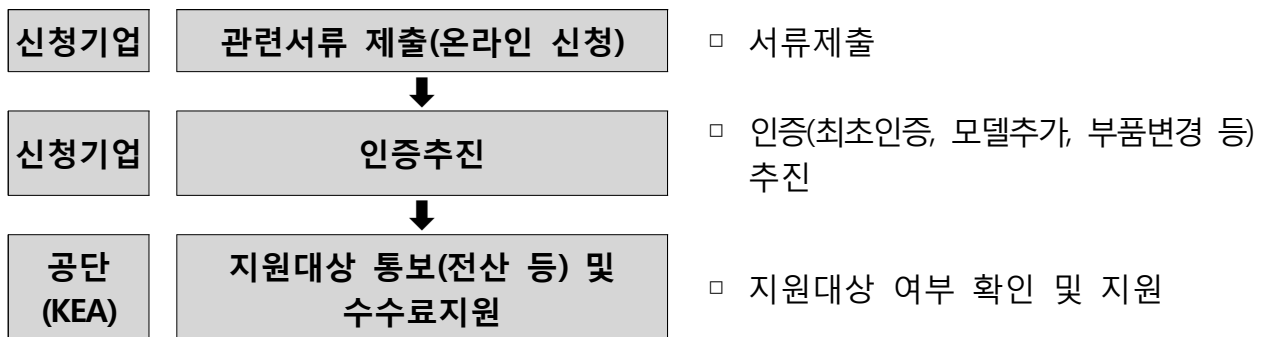 신청기업 관련서류 제출(온라인 신청) □ 서류제출
신청기업 인증추진 □ 인증(최초인증, 모델추가, 부품변경 등)
추진
공단
(KEA)
지원대상 통보(전산 등) 및
수수료지원
□ 지원대상 여부 확인 및 지원